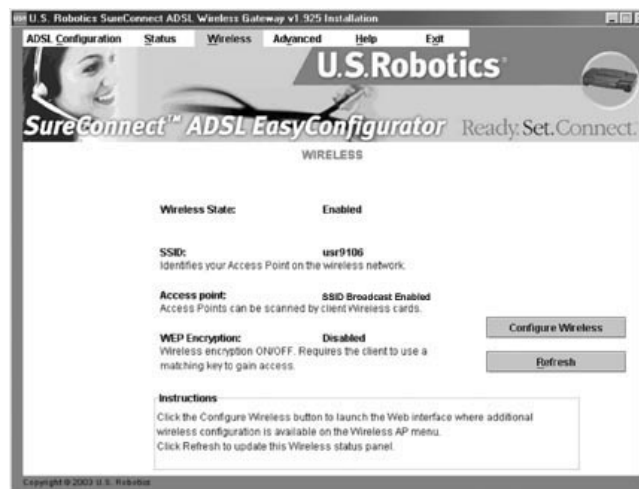 U.S. Robotics SureConnect ADSL Wireless Gateway v1.925 Installation
ADSL Configuration Status Wireless Advanced Help Exit
U.S.Robotics®
SureConnect™ ADSL EasyConfigurator Ready. Set. Connect.
WIRELESS
Wireless State: Enabled
SSID: usr9106
Identifies your Access Point on the wireless network.
Access point: SSID Broadcast Enabled
Access Points can be scanned by client Wireless cards.
WEP Encryption: Disabled
Wireless encryption ON/OFF. Requires the client to use a
matching key to gain access.
Configure Wireless
Refresh
Instructions
Click the Configure Wireless button to launch the Web interface where additional
wireless configuration is available on the Wireless AP menu.
Click Refresh to update this Wireless status panel.
Copyright © 2003 U.S. Robotics